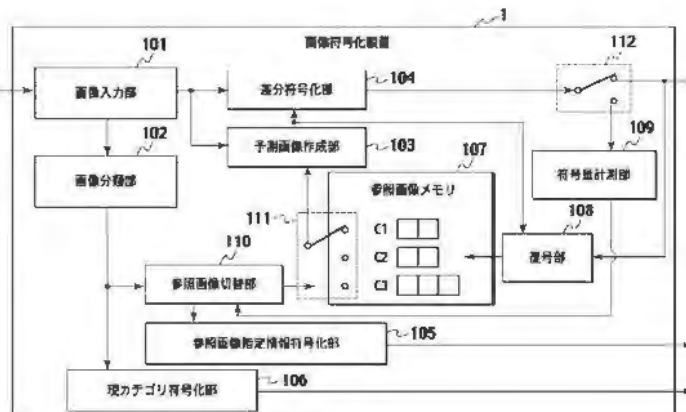 1
画像符号化装置
101
画像入力部
104
差分符号化部
112
102
画像分類部
予測画像作成部
103
109
符号量計測部
107
参照画像メモリ
111
C1
C2
C3
108
復号部
110
参照画像切替部
参照画像指定情報符号化部
105
現カテゴリ符号化部
106